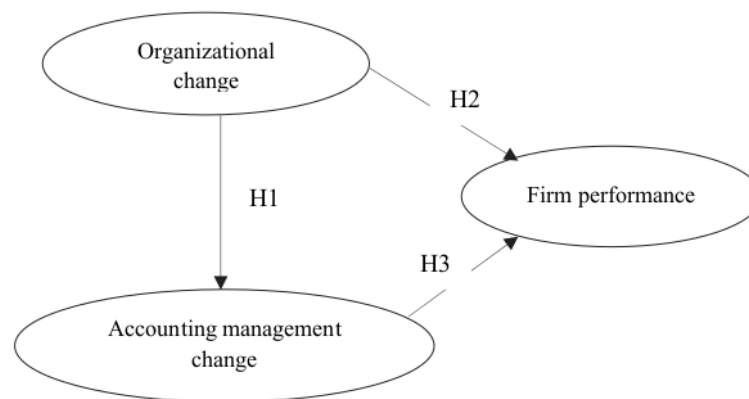 Organizational
change
H2
Firm performance
H1
H3
Accounting management
change